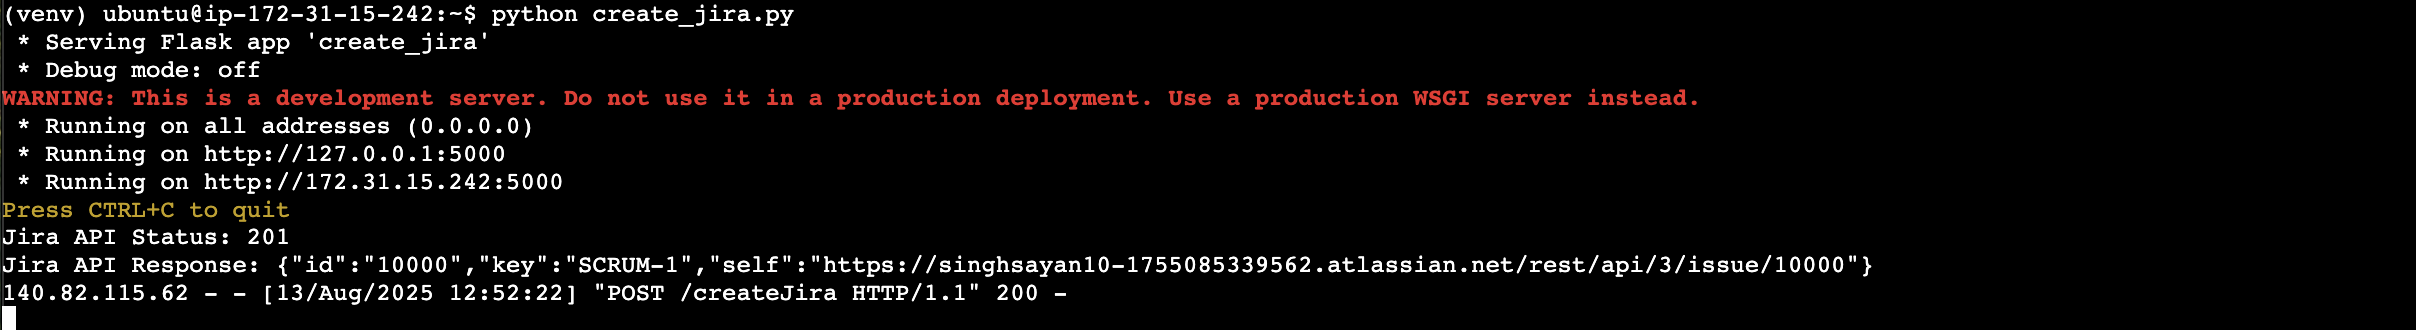 (venv) ubuntu@ip-172-31-15-242:~$ python create_jira.py
* Serving Flask app 'create_jira'
* Debug mode: off
WARNING: This is a development server. Do not use it in a production deployment. Use a production WSGI server instead.
* Running on all addresses (0.0.0.0)
* Running on http://127.0.0.1:5000
* Running on http://172.31.15.242:5000
Press CTRL+C to quit
Jira API Status: 201
Jira API Response: {"id":"10000","key":"SCRUM-1","self":"https://singhsayan10-1755085339562.atlassian.net/rest/api/3/issue/10000"}
140.82.115.62 - - [13/Aug/2025 12:52:22] "POST /createJira HTTP/1.1" 200 -